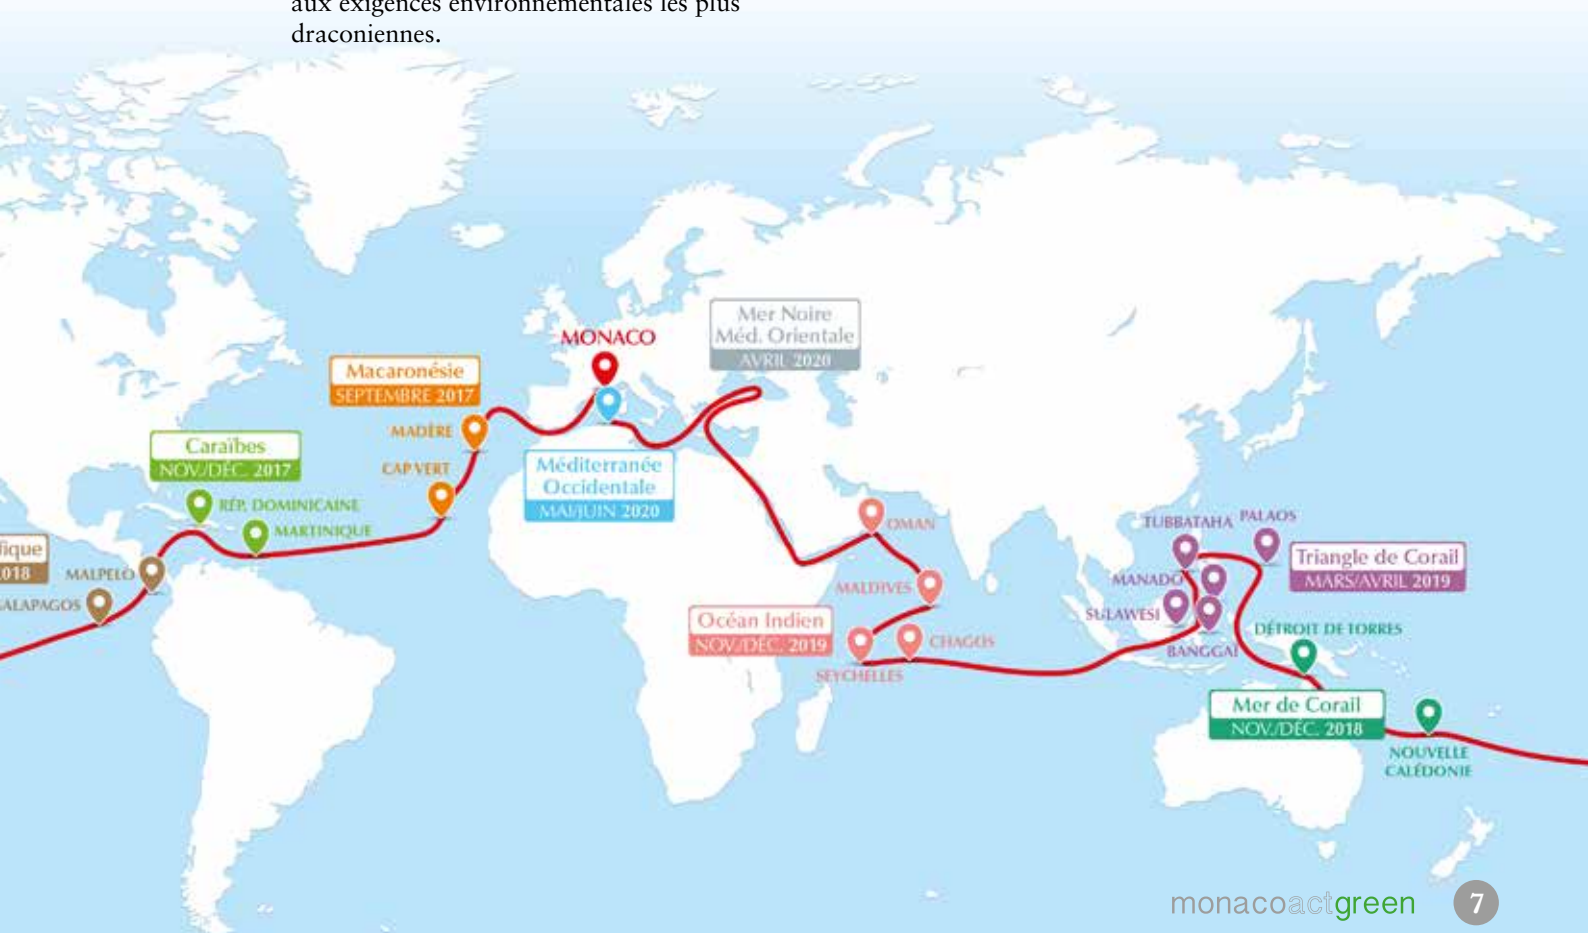 aux exigences environnementales les plus
draconiennes.
Mer Noire
Méd. Orientale
AVRIL 2020
MONACO
Macaronésie
SEPTEMBRE 2017
MADÈRE
CAP VERT
Caraïbes
NOV./DÉC. 2017
RÉP. DOMINICAINE
MARTINIQUE
Méditerranée
Occidentale
MAI/JUIN 2020
fique
2018
MALPELO
GALAPAGOS
OMAN
MALDIVES
Océan Indien
NOV./DÉC. 2019
CHAGOS
SEYCHELLES
TUBBATAHA
PALAOS
Triangle de Corail
MARS/AVRIL 2019
MANADO
SULAWESI
BANGGAÏ
DÉTROIT DE TORRES
Mer de Corail
NOV./DÉC. 2018
NOUVELLE
CALÉDONIE
monacoactgreen
7